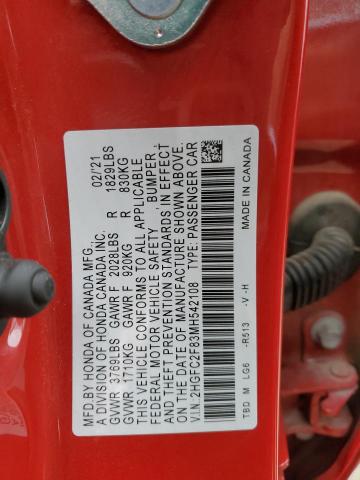 MFD.BY HONDA OF CANADA MFG. 02/21
A DIVISION OF HONDA CANADA INC.
GVWR 3769LBS GAWR F 2028LBS R 1829LBS
GVWR 1710KG GAWR F 920KG R 830KG
THIS VEHICLE CONFORMS TO ALL APPLICABLE
FEDERAL MOTOR VEHICLE SAFETY , BUMPER ,
& THEFT PREVENTION STANDARDS IN EFFECT
ON THE DATE OF MANUFACTURE SHOWN ABOVE.
V.I.N. 2HGFC2F83MH542108 TYPE: PASSENGER CAR
TBD M LG6 -R513 -V-H MADE IN CANADA